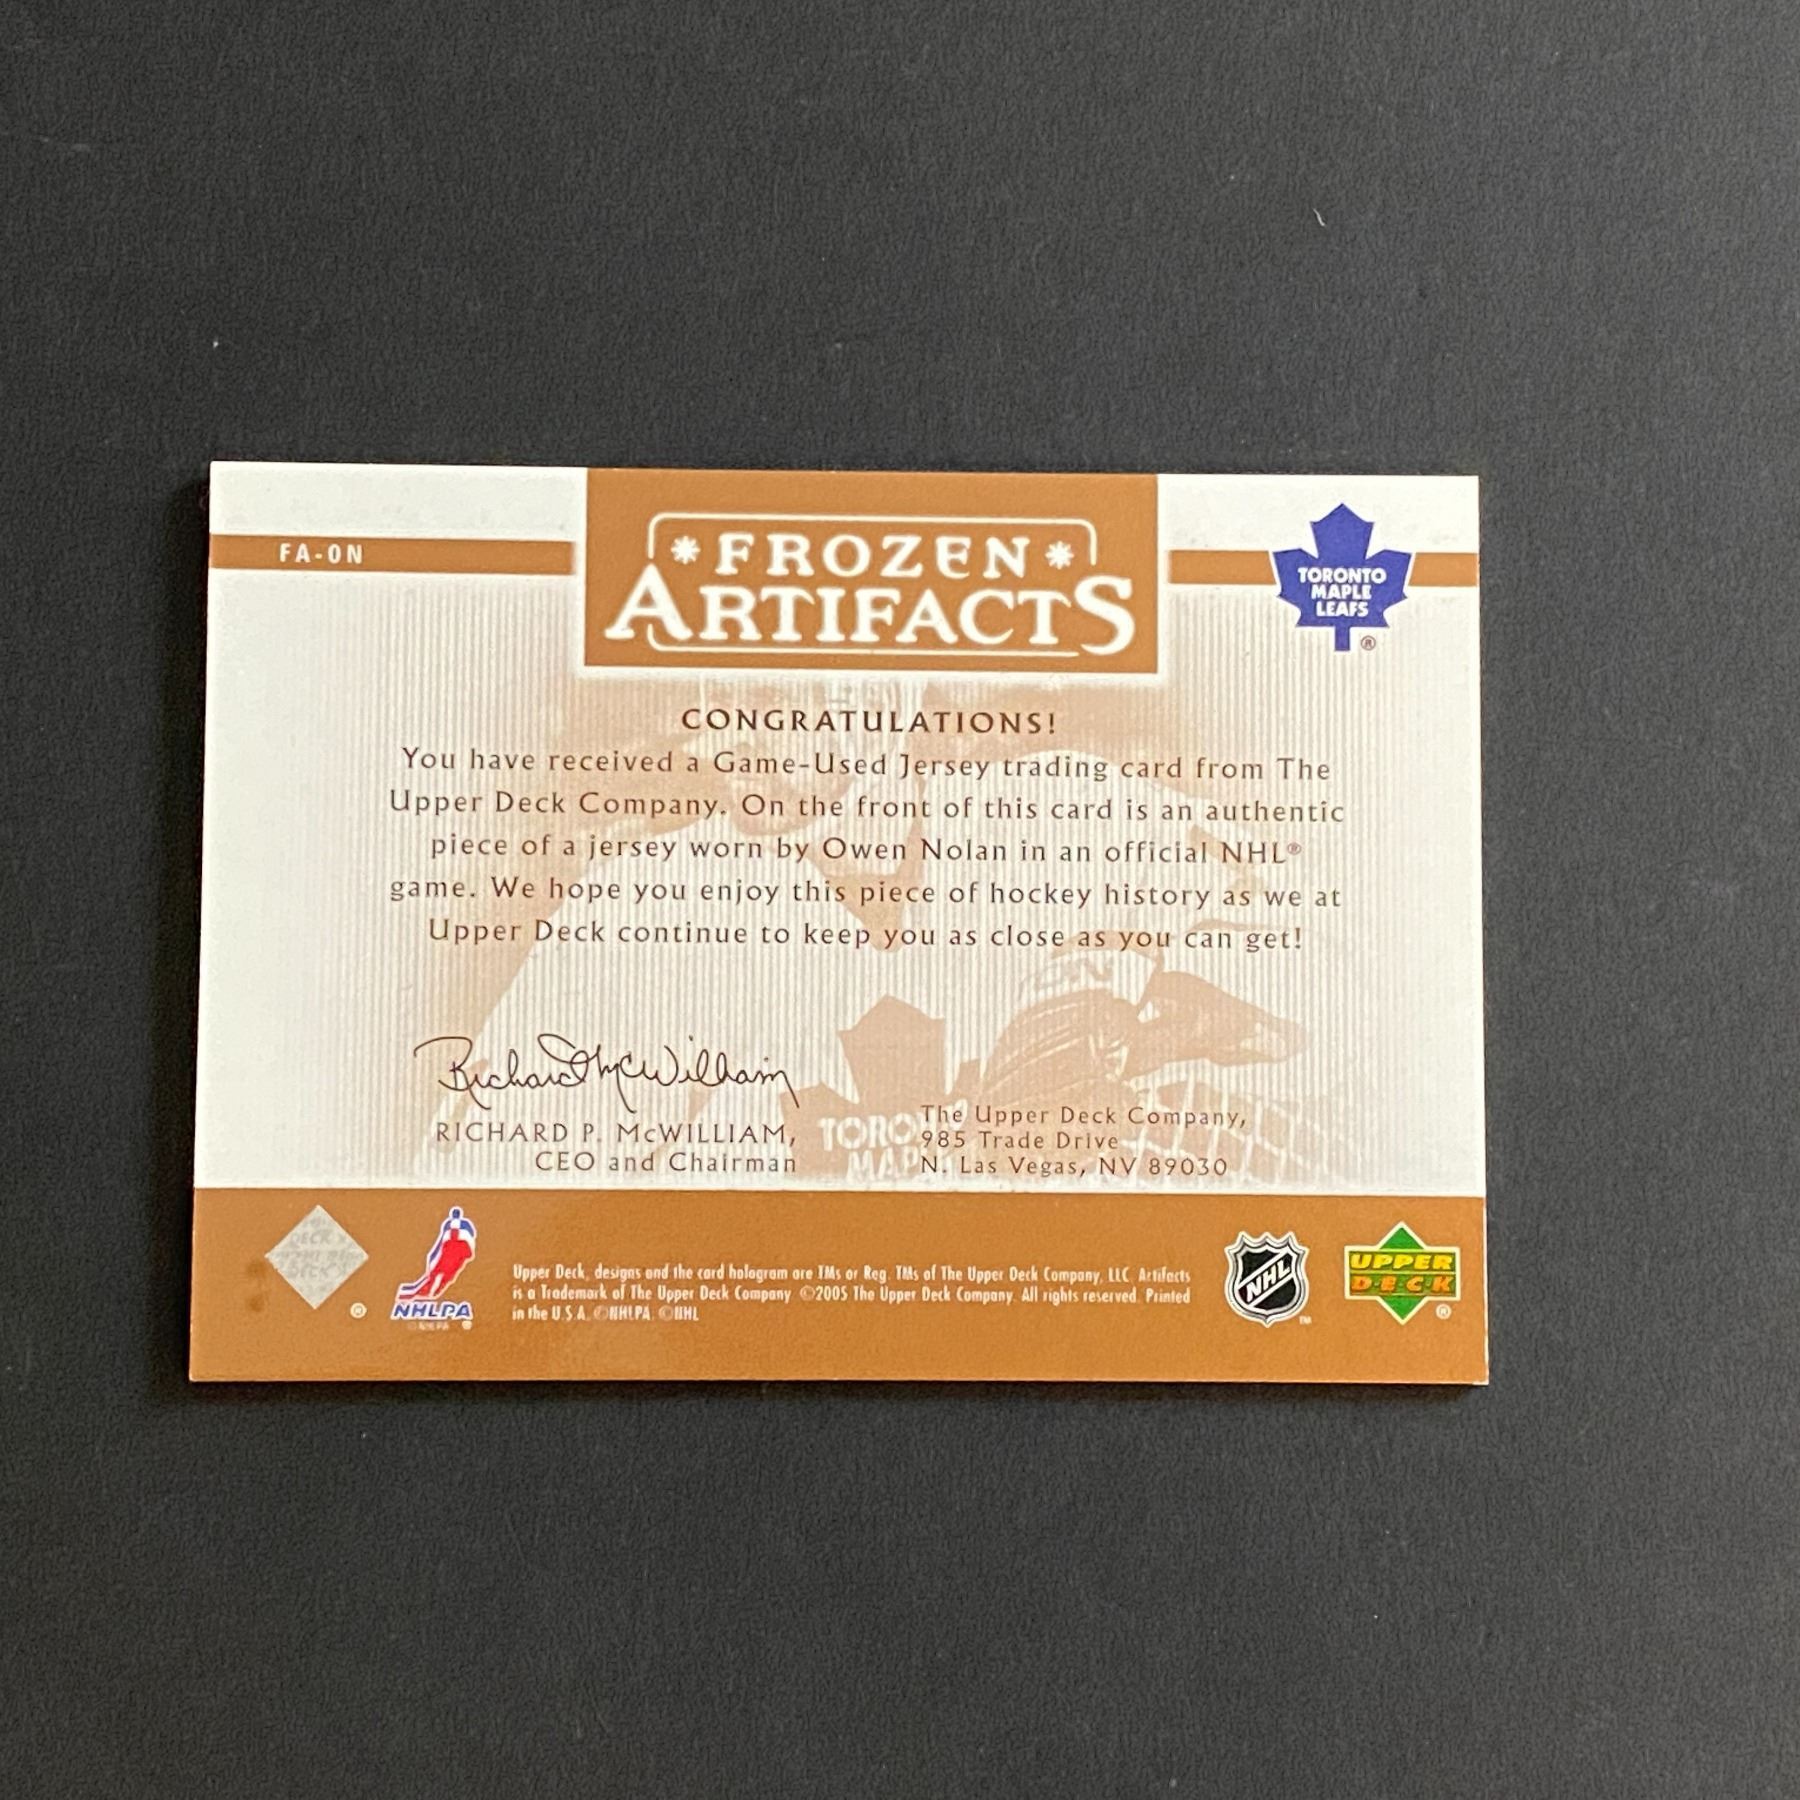 FA-ON
FROZEN
ARTIFACTS
TORONTO
MAPLE
LEAFS
®
CONGRATULATIONS!
You have received a Game-Used Jersey trading card from The
Upper Deck Company. On the front of this card is an authentic
piece of a jersey worn by Owen Nolan in an official NHL®
game. We hope you enjoy this piece of hockey history as we at
Upper Deck continue to keep you as close as you can get!
Richard McWilliam
RICHARD P. McWILLIAM,
CEO and Chairman
TORO
MAP
The Upper Deck Company,
985 Trade Drive
N. Las Vegas, NV 89030
DECK
®
NHLPA
Upper Deck, designs and the card hologram are TMs or Reg. TMs of The Upper Deck Company, LLC. Artifacts
is a Trademark of The Upper Deck Company. ©2005 The Upper Deck Company. All rights reserved. Printed
in the U.S.A. ©NHLPA. ©NHL
NHL
TM
UPPER
DECK
®